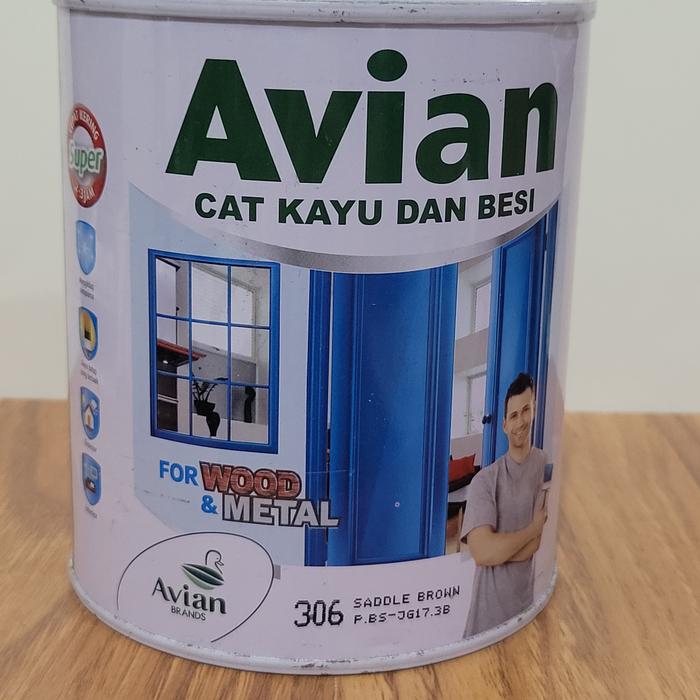 Avian
CAT KAYU DAN BESI
Super
FOR WOOD
& METAL
Avian
BRANDS
306 SADDLE BROWN
P.BS-JG17.3B